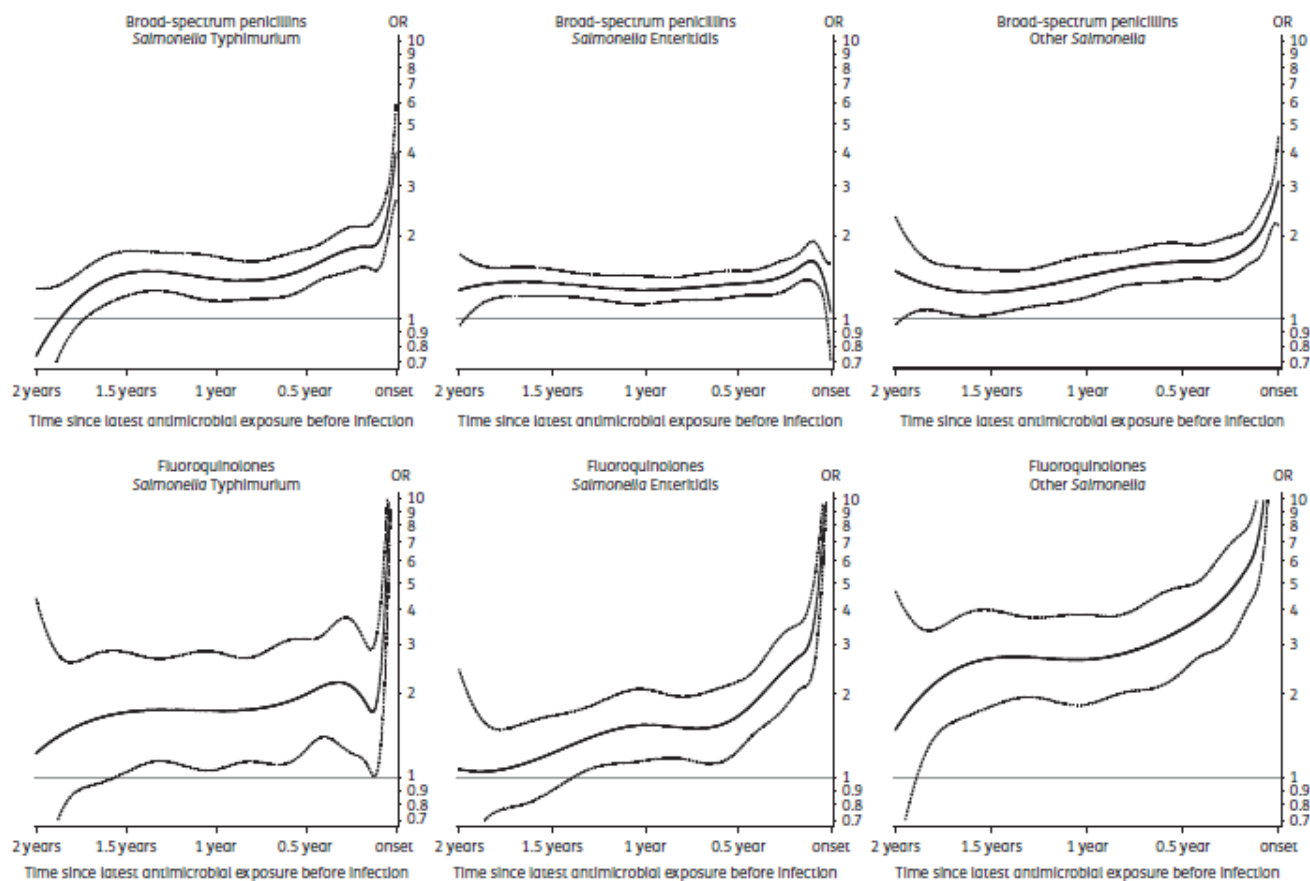 Broad-spectrum penicillins
Salmonella Typhimurium
OR
10
9
8
7
6
5
4
3
2
1
0.9
0.8
0.7
2 years 1.5 year 1 year 0.5 year onset
Time since latest antimicrobial exposure before infection
Broad-spectrum penicillins
Salmonella Enteritidis
OR
10
9
8
7
6
5
4
3
2
1
0.9
0.8
0.7
2 years 1.5 year 1 year 0.5 year onset
Time since latest antimicrobial exposure before infection
Broad-spectrum penicillins
Other Salmonella
OR
10
9
8
7
6
5
4
3
2
1
0.9
0.8
0.7
2 years 1.5 year 1 year 0.5 year onset
Time since latest antimicrobial exposure before infection
Fluoroquinolones
Salmonella Typhimurium
OR
10
9
8
7
6
5
4
3
2
1
0.9
0.8
0.7
2 years 1.5 year 1 year 0.5 year onset
Time since latest antimicrobial exposure before infection
Fluoroquinolones
Salmonella Enteritidis
OR
10
9
8
7
6
5
4
3
2
1
0.9
0.8
0.7
2 years 1.5 year 1 year 0.5 year onset
Time since latest antimicrobial exposure before infection
Fluoroquinolones
Other Salmonella
OR
10
9
8
7
6
5
4
3
2
1
0.9
0.8
0.7
2 years 1.5 year 1 year 0.5 year onset
Time since latest antimicrobial exposure before infection